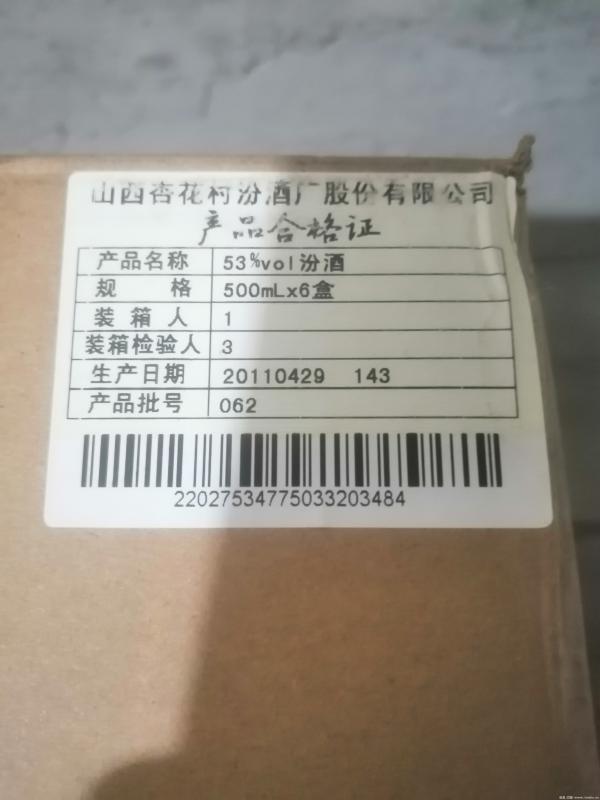 山西杏花村汾酒厂股份有限公司
产品合格证
产品名称 53%vol汾酒
规格 500mLx6盒
装箱人 1
装箱检验人 3
生产日期 20110429 143
产品批号 062
22027534775033203484